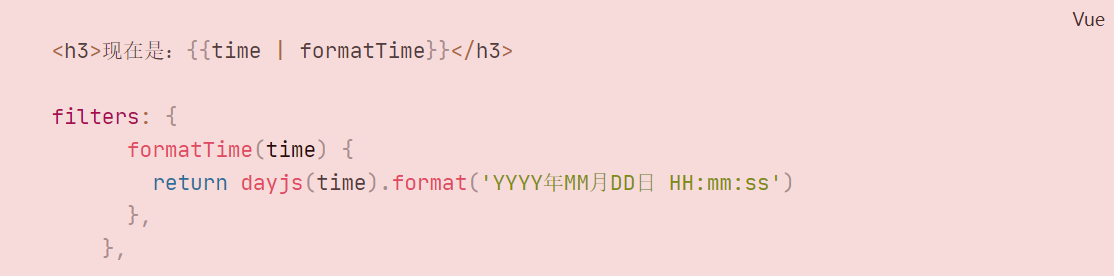 Vue
<h3>现在是：{{time | formatTime}}</h3>
filters: {
formatTime(time) {
return dayjs(time).format('YYYY年MM月DD日 HH:mm:ss')
},
},